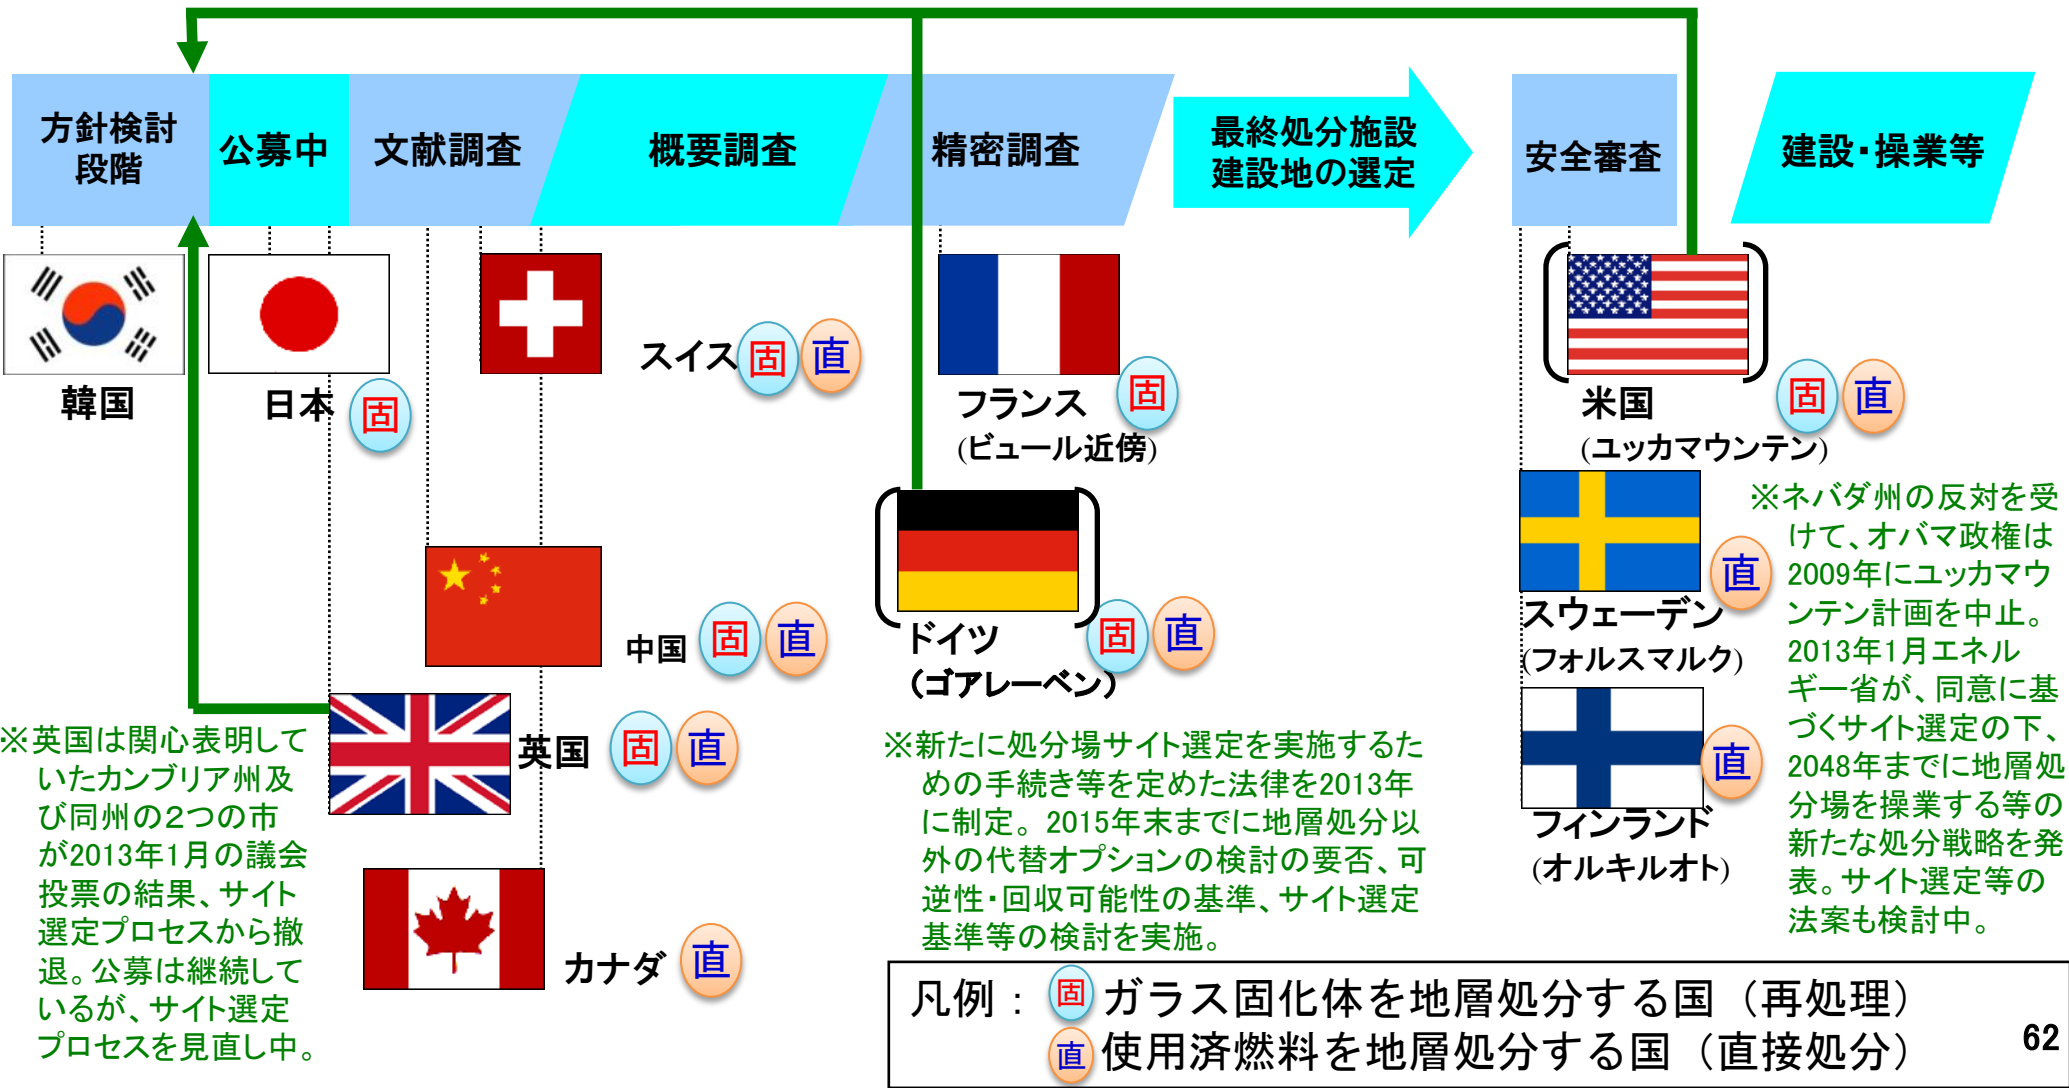 方針検討
段階
公募中
文献調査
概要調査
精密調査
最終処分施設
建設地の選定
安全審査
建設・操業等
韓国
日本
固
スイス
固
直
フランス
固
(ビュール近傍)
米国
固
直
(ユッカマウンテン)
中国
固
直
ドイツ
固
直
(ゴアレーベン)
スウェーデン
直
(フォルスマルク)
英国
固
直
フィンランド
直
(オルキルオト)
カナダ
直
※英国は関心表明して
いたカンブリア州及
び同州の2つの市
が2013年1月の議会
投票の結果、サイト
選定プロセスから撤
退。公募は継続して
いるが、サイト選定
プロセスを見直し中。
※新たに処分場サイト選定を実施するた
めの手続き等を定めた法律を2013年
に制定。2015年末までに地層処分以
外の代替オプションの検討の要否、可
逆性・回収可能性の基準、サイト選定
基準等の検討を実施。
※ネバダ州の反対を受
けて、オバマ政権は
2009年にユッカマウ
ンテン計画を中止。
2013年1月エネル
ギー省が、同意に基
づくサイト選定の下、
2048年までに地層処
分場を操業する等の
新たな処分戦略を発
表。サイト選定等の
法案も検討中。
凡例： 固 ガラス固化体を地層処分する国（再処理）
直 使用済燃料を地層処分する国（直接処分）
62